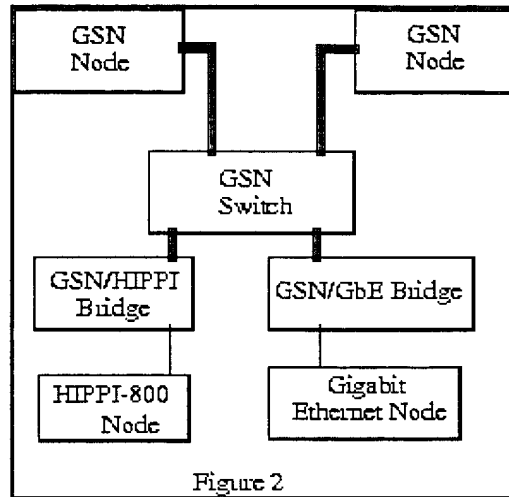 GSN
Node
GSN
Node
GSN
Switch
GSN/HIPPI
Bridge
GSN/GbE Bridge
HIPPI-800
Node
Gigabit
Ethernet Node
Figure 2